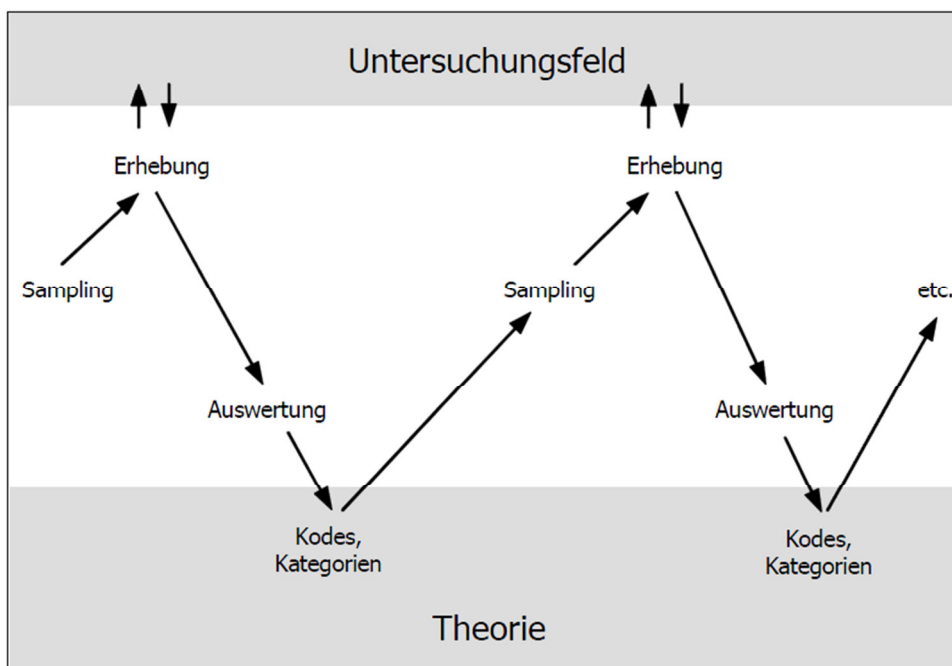 Untersuchungsfeld
Erhebung
Erhebung
Sampling
Sampling
etc.
Auswertung
Auswertung
Kodes,
Kategorien
Kodes,
Kategorien
Theorie